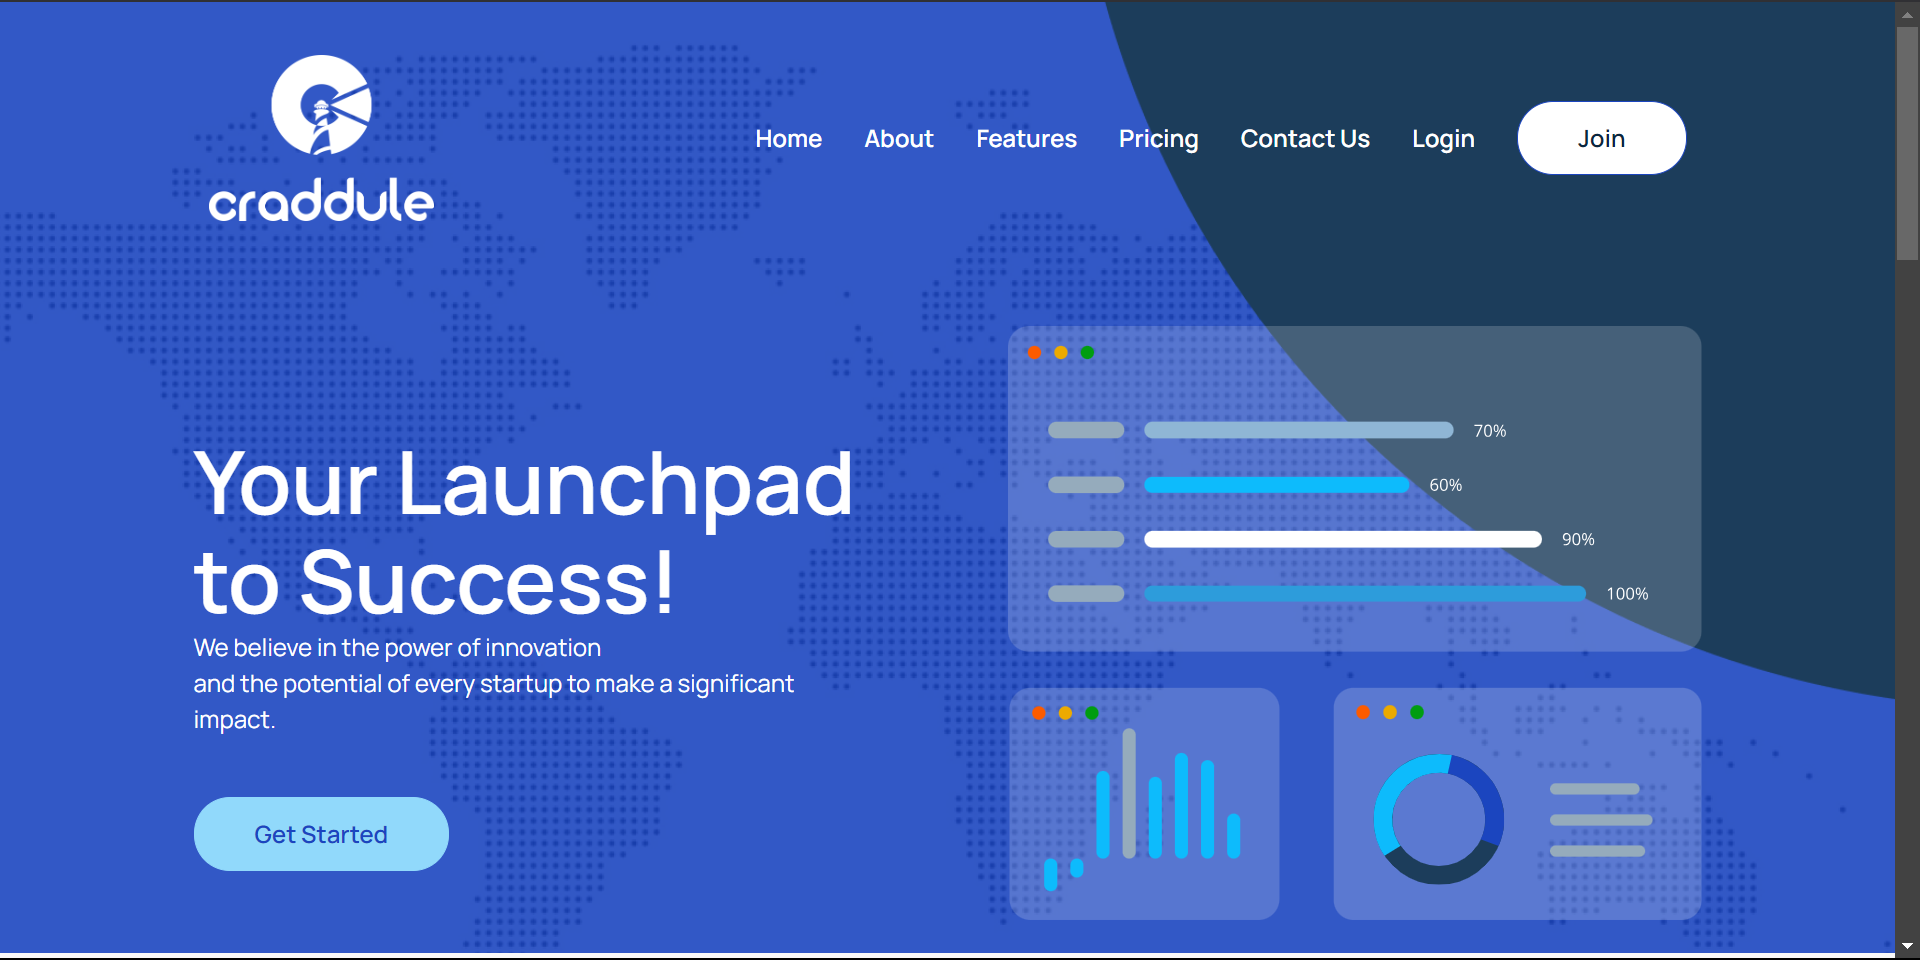 craddule
Home About Features Pricing Contact Us Login Join
Your Launchpad
to Success!
We believe in the power of innovation
and the potential of every startup to make a significant
impact.
Get Started
70%
60%
90%
100%